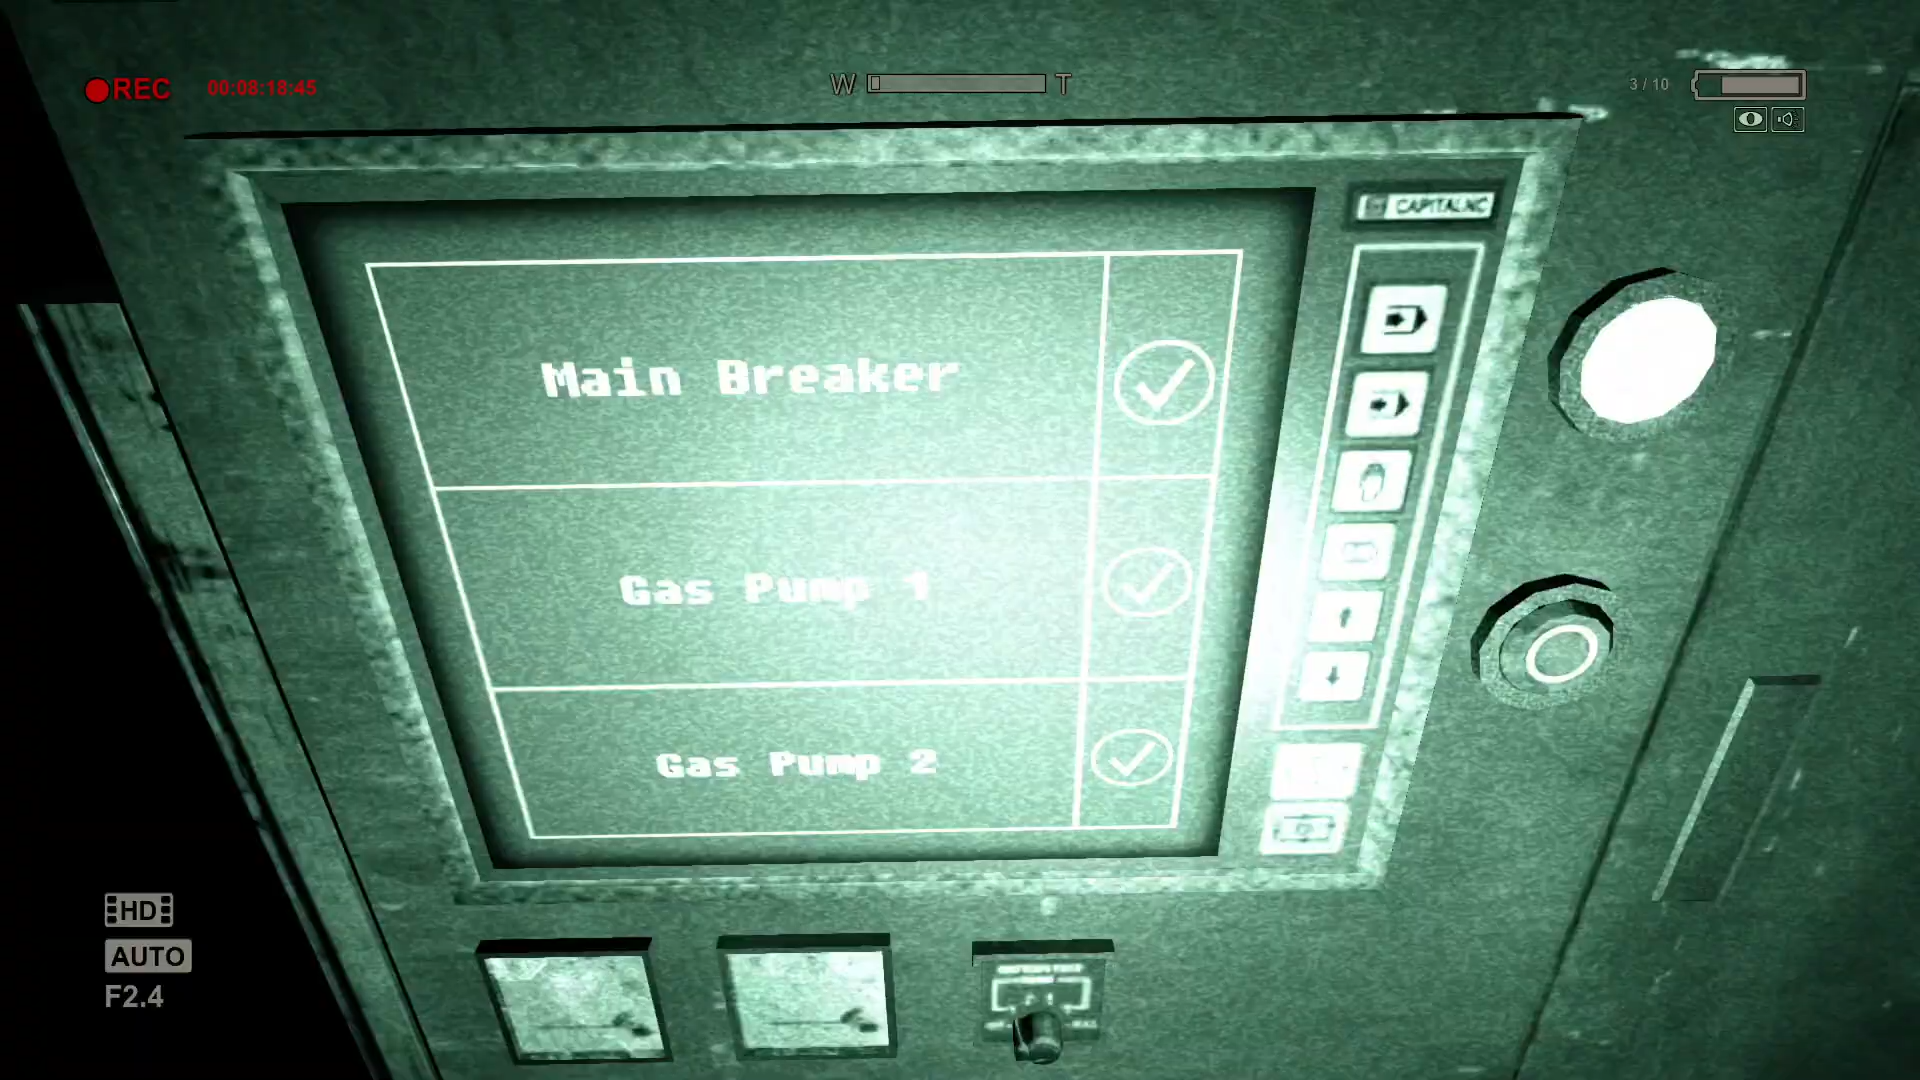 REC 00:08:18:45
W T
3 / 10
CAPITALNC
Main Breaker
Gas Pump 1
Gas Pump 2
HD
AUTO
F2.4